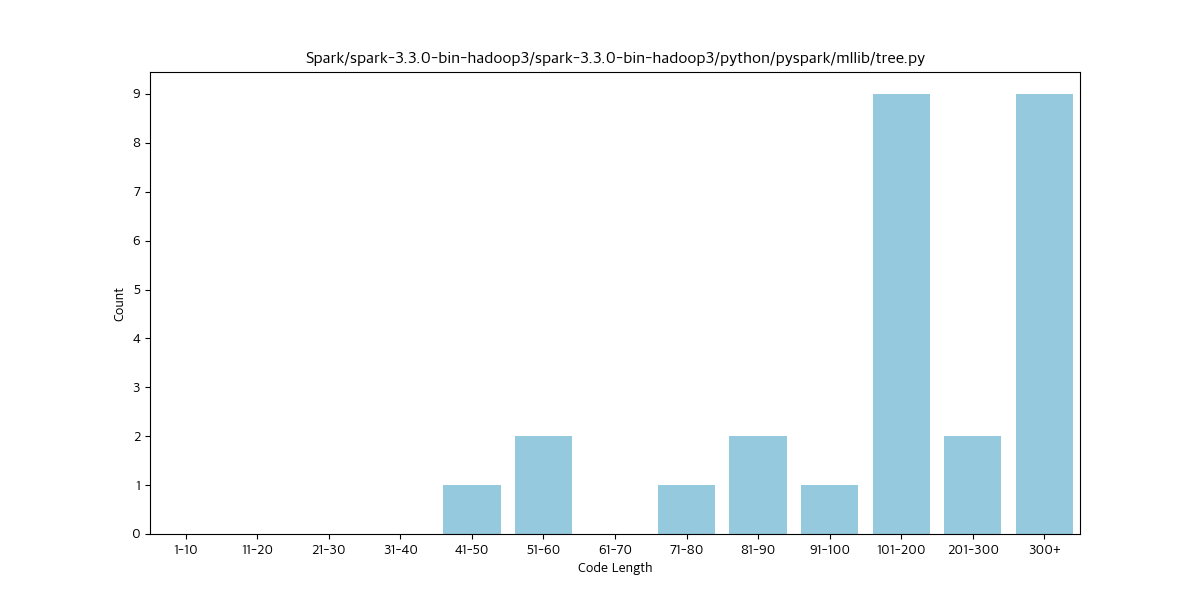 Spark/spark-3.3.0-bin-hadoop3/spark-3.3.0-bin-hadoop3/python/pyspark/mllib/tree.py
9
8
7
6
5
4
3
2
1
0
Count
1-10 11-20 21-30 31-40 41-50 51-60 61-70 71-80 81-90 91-100 101-200 201-300 300+
Code Length